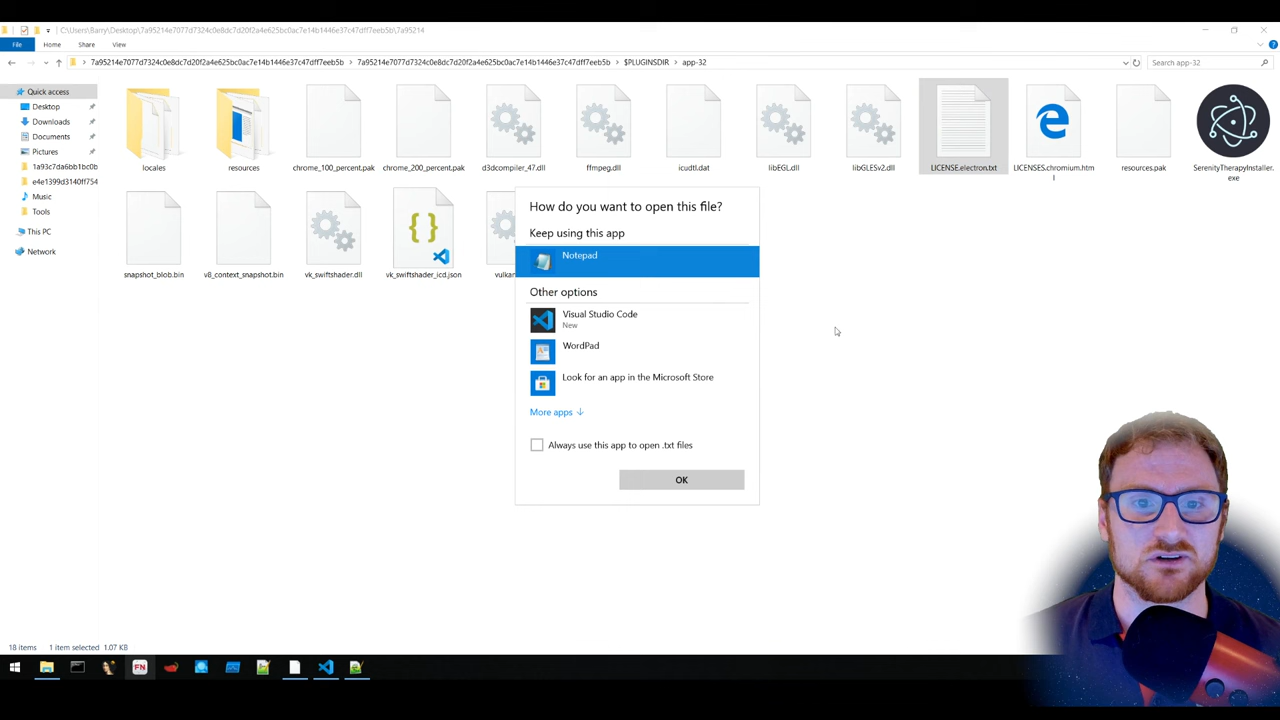 C:\Users\Barry\Desktop\7a95214e7077d7324c0e8dc7d20f2a4e625bc0ac7e14b1446e37c47dff7eeb5b\7a95214
File Home Share View
7a95214e7077d7324c0e8dc7d20f2a4e625bc0ac7e14b1446e37c47dff7eeb5b > 7a95214e7077d7324c0e8dc7d20f2a4e625bc0ac7e14b1446e37c47dff7eeb5b > $PLUGINSDIR > app-32
Search app-32
Quick access
Desktop
Downloads
Documents
Pictures
1a93c7da6bb1bc0b
e4e1399d3140ff754
Music
Tools
This PC
Network
locales
resources
chrome_100_percent.pak
chrome_200_percent.pak
d3dcompiler_47.dll
ffmpeg.dll
icudtl.dat
libEGL.dll
libGLESv2.dll
LICENSE.electron.txt
LICENSES.chromium.htm
l
resources.pak
SerenityTherapyInstaller.
exe
snapshot_blob.bin
v8_context_snapshot.bin
vk_swiftshader.dll
vk_swiftshader_icd.json
vulkan
How do you want to open this file?
Keep using this app
Notepad
Other options
Visual Studio Code
New
WordPad
Look for an app in the Microsoft Store
More apps
Always use this app to open .txt files
OK
18 items 1 item selected 1.07 KB
FN